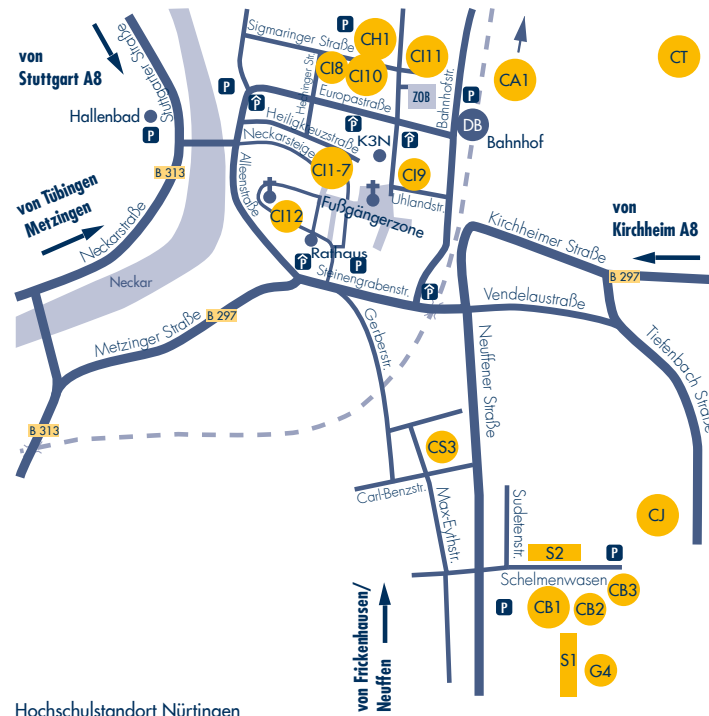 von
Stuttgart A8
Stuttgarter Straße
Hallenbad
P
B 313
von Tübingen
Metzingen
Neckarstraße
Neckar
B 313
Metzinger Straße
B 297
P
Sigmaringer Straße
CH1
CI8
CI10
CI11
CA1
CT
P
P
P
Europastraße
ZOB
Bahnhofstr.
P
DB
Bahnhof
Heiligkreuzstraße
Neckarsteige
P
K3N
P
CI1-7
CI9
Uhlandstr.
Alleenstraße
CI12
Fußgängerzone
Rathaus
P
P
Steinengrabenstr.
P
von
Kirchheim A8
Kirchheimer Straße
B 297
Vendelaustraße
Tiefenbach Straße
Gerberstr.
Neuffener Straße
CS3
Carl-Benzstr.
Max-Eythstr.
Sudetenstr.
CJ
S2
P
Schelmenwasen
CB3
P
CB1
CB2
S1
G4
von Frickenhausen/
Neuffen
Hochschulstandort Nürtingen